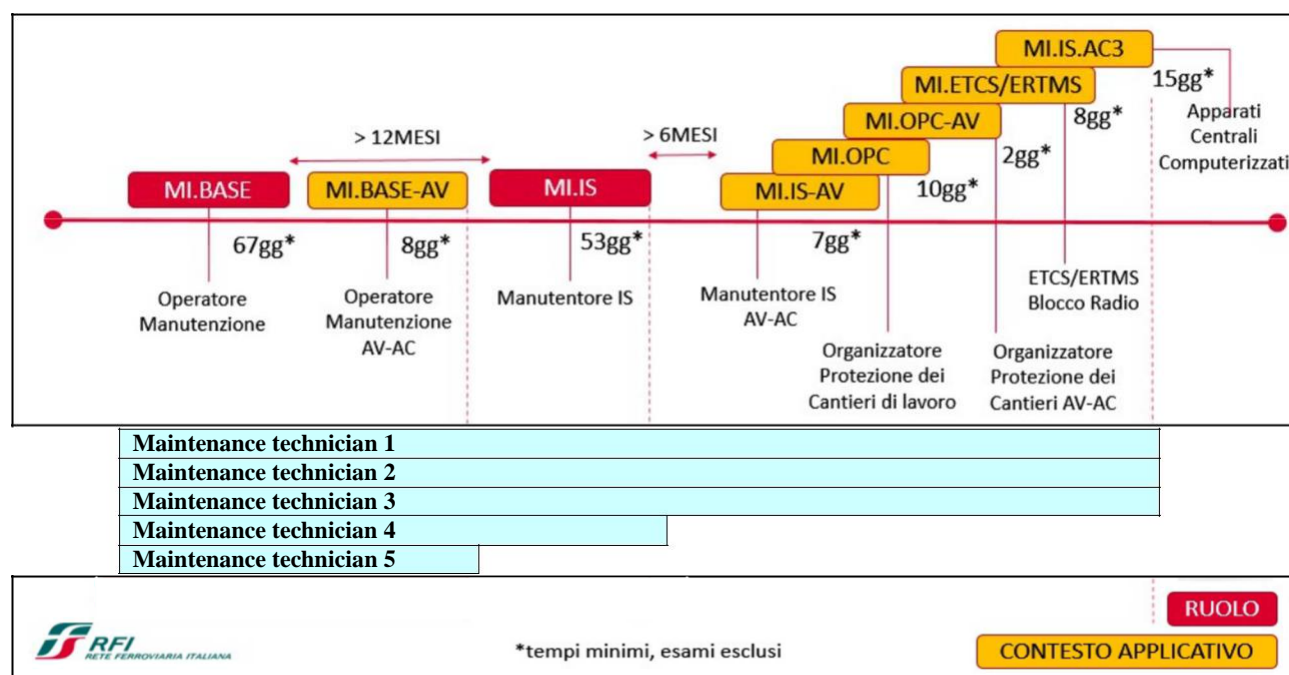 MI.IS.AC3
MI.ETCS/ERTMS
15gg*
MI.OPC-AV
8gg*
Apparati
Centrali
Computerizzati
> 12MESI
> 6MESI
MI.OPC
2gg*
MI.BASE
MI.BASE-AV
MI.IS
MI.IS-AV
10gg*
67gg*
8gg*
53gg*
7gg*
Operatore
Manutenzione
Operatore
Manutenzione
AV-AC
Manutentore IS
Manutentore IS
AV-AC
ETCS/ERTMS
Blocco Radio
Organizzatore
Protezione dei
Cantieri di lavoro
Organizzatore
Protezione dei
Cantieri AV-AC
Maintenance technician 1
Maintenance technician 2
Maintenance technician 3
Maintenance technician 4
Maintenance technician 5
RUOLO
RFI
RETE FERROVIARIA ITALIANA
*tempi minimi, esami esclusi
CONTESTO APPLICATIVO